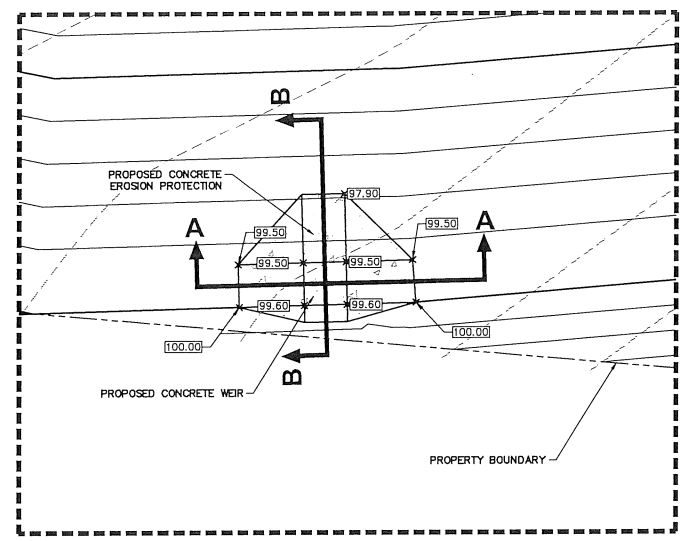 B
PROPOSED CONCRETE
EROSION PROTECTION
97.90
A
99.50
99.50
A
99.50
99.50
99.60
99.60
100.00
100.00
B
PROPOSED CONCRETE WEIR
PROPERTY BOUNDARY